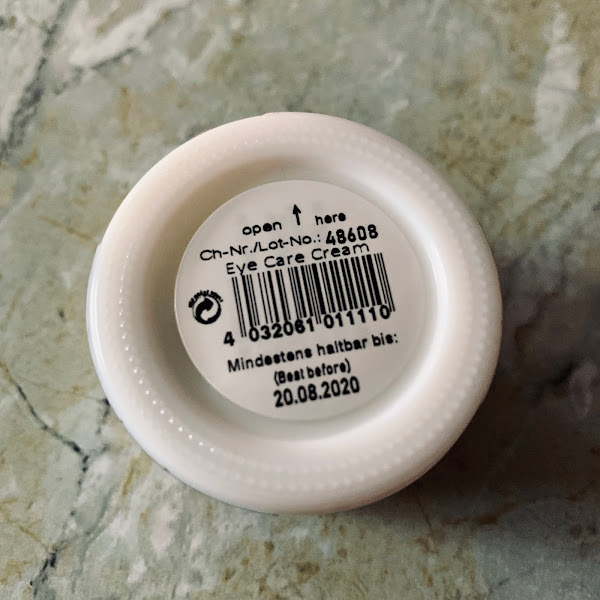 open ↑ here
Ch-Nr./Lot-No.: 48608
Eye Care Cream
4 032061 011110
Mindestens haltbar bis:
(Best before)
20.08.2020